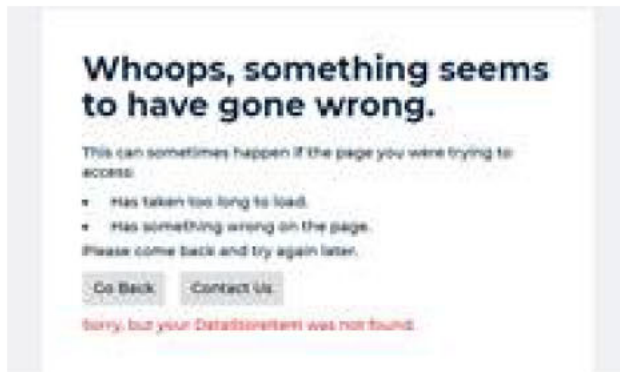 Whoops, something seems
to have gone wrong.
This can sometimes happen if the page you were trying to
access:
• Has taken too long to load.
• Has something wrong on the page.
Please come back and try again later.
Go Back Contact Us
Sorry, but your DataStoreItem was not found.